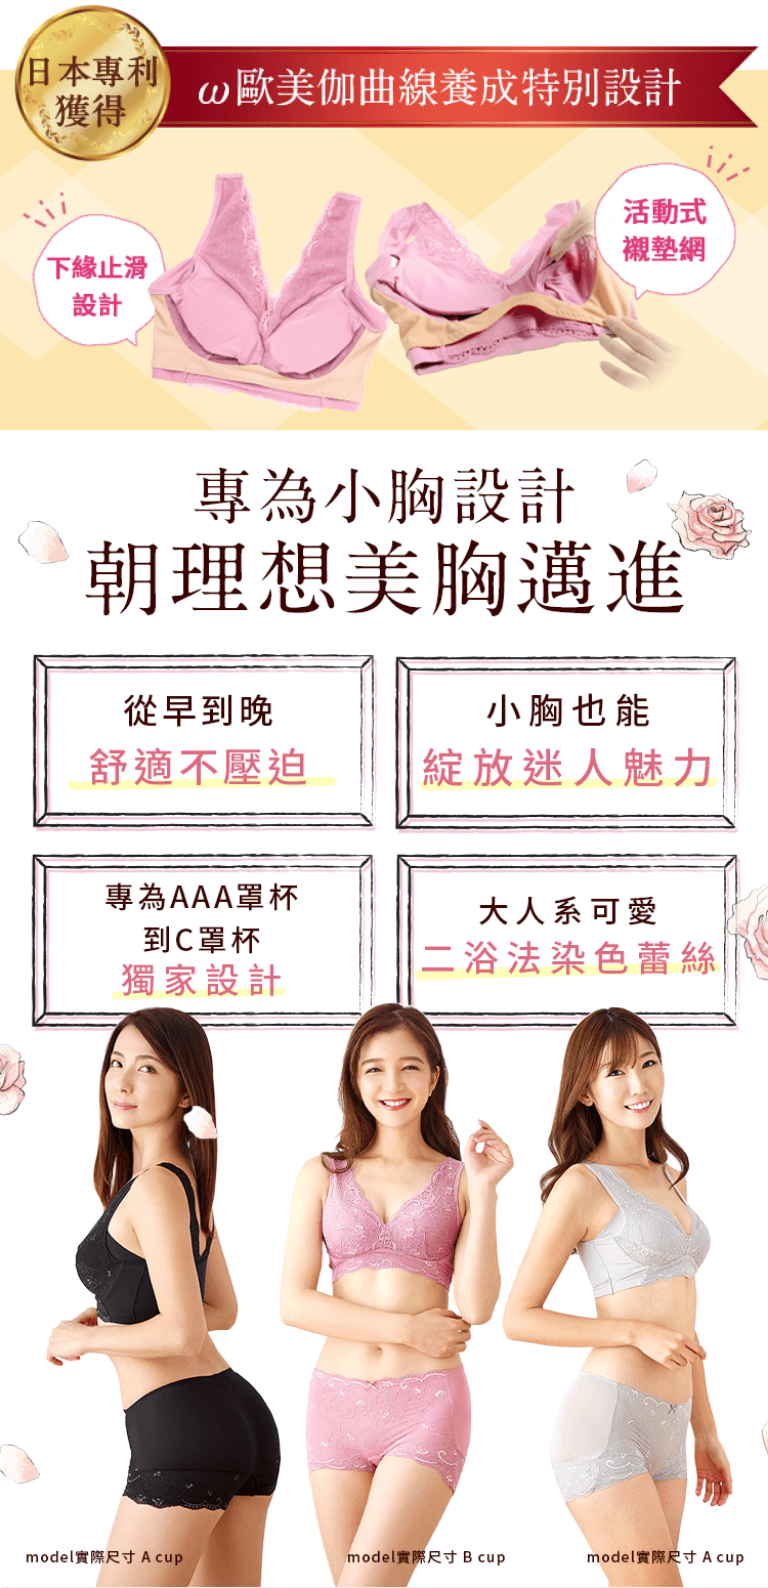 日本專利
獲得
ω歐美伽曲線養成特別設計
活動式
襯墊網
下緣止滑
設計
專為小胸設計
朝理想美胸邁進
從早到晚
舒適不壓迫
小胸也能
綻放迷人魅力
專為AAA罩杯
到C罩杯
獨家設計
大人系可愛
二浴法染色蕾絲
model實際尺寸 A cup
model實際尺寸 B cup
model實際尺寸 A cup